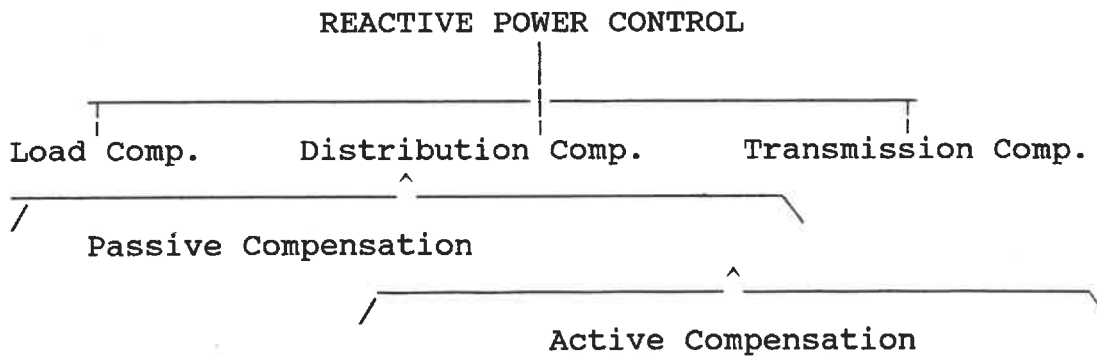 REACTIVE POWER CONTROL
Load Comp. Distribution Comp. Transmission Comp.
Passive Compensation
Active Compensation